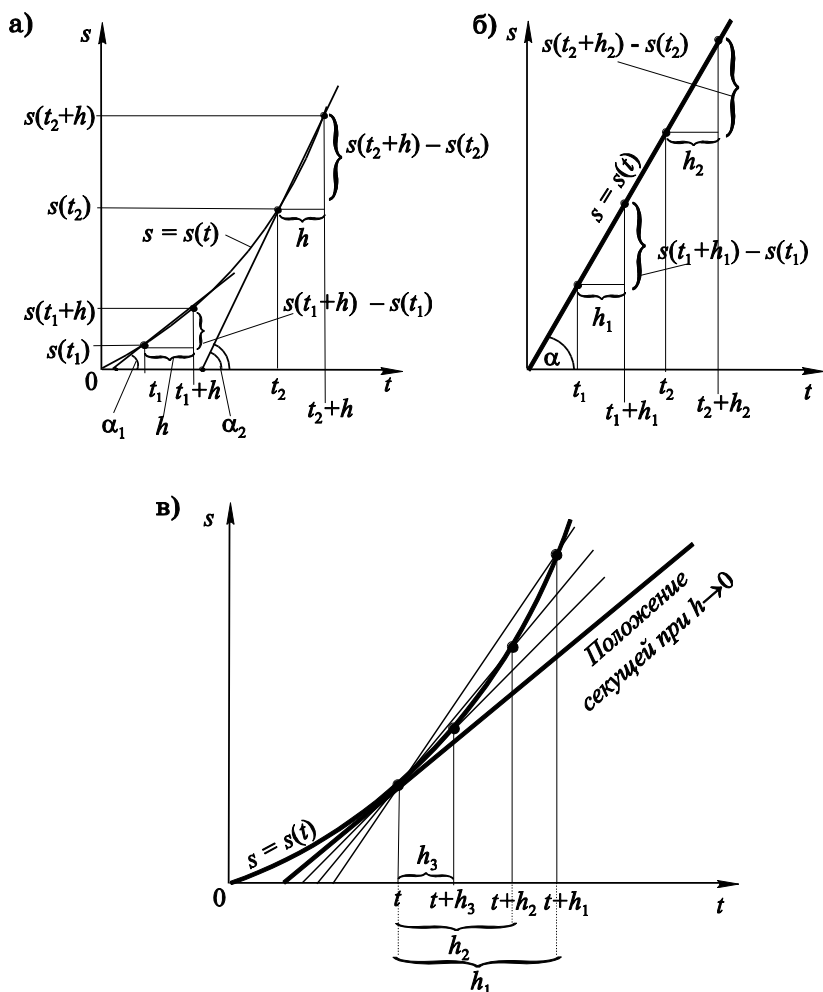 а)
s
s(t₂+h)
s(t₂+h) – s(t₂)
s(t₂)
s = s(t)
h
s(t₁+h)
s(t₁+h) – s(t₁)
s(t₁)
0
t₁
t₁+h
t₂
t₂+h
t
α₁
h
α₂
б)
s
s(t₂+h₂) - s(t₂)
h₂
s = s(t)
s(t₁+h₁) – s(t₁)
h₁
α
t₁
t₁+h₁
t₂
t₂+h₂
t
в)
s
Положение
секущей при h→0
s = s(t)
h₃
0
t
t+h₃
t+h₂
t+h₁
t
h₂
h₁